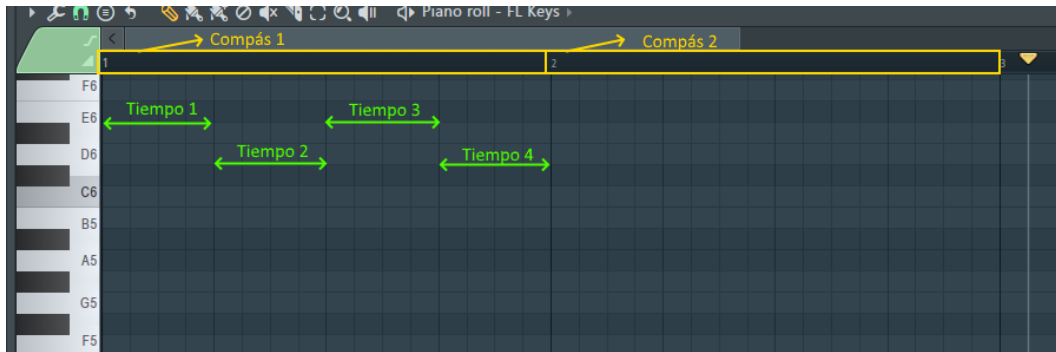 Piano roll - FL Keys
Compás 1
Compás 2
1
2
3
F6
Tiempo 1
Tiempo 3
E6
Tiempo 2
Tiempo 4
D6
C6
B5
A5
G5
F5